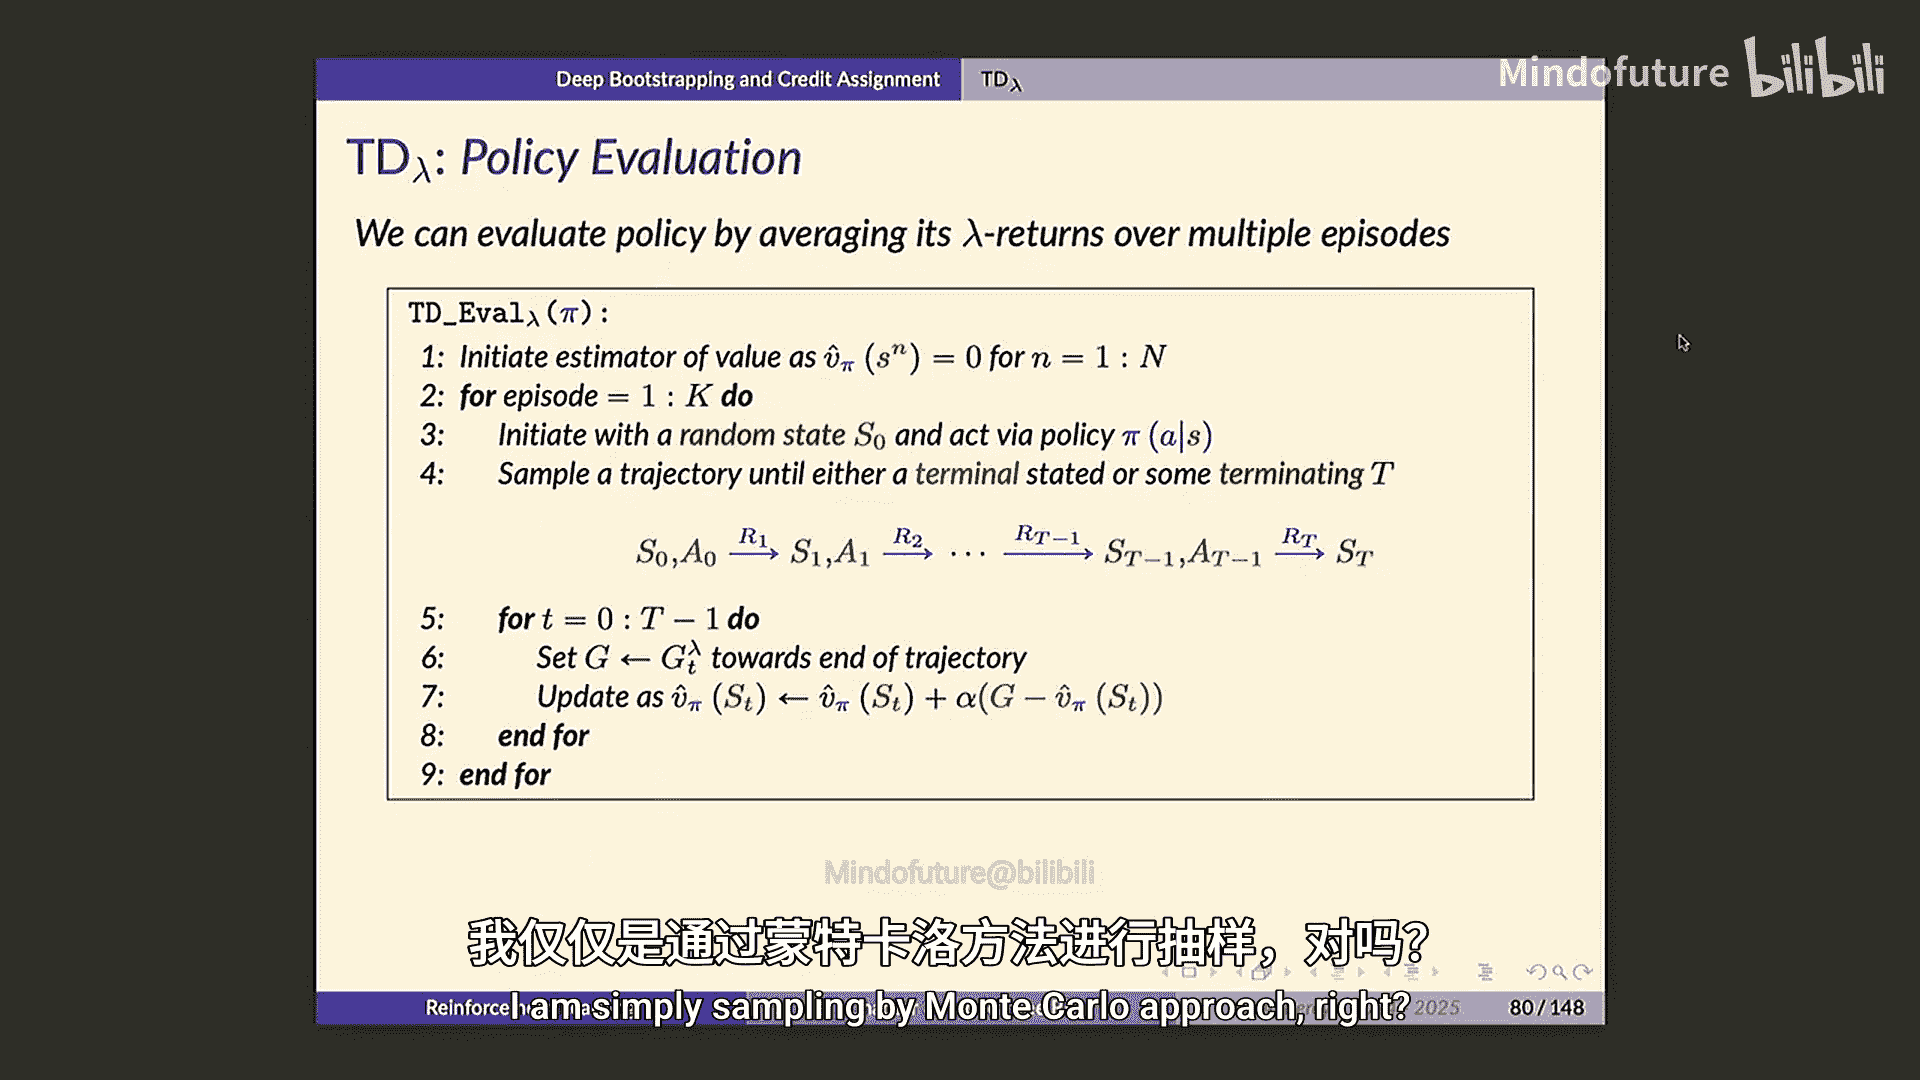 Deep Bootstrapping and Credit Assignment TDλ
Mindofuture bilibili
TDλ: Policy Evaluation
We can evaluate policy by averaging its λ-returns over multiple episodes
TD_Evalλ(π):
1: Initiate estimator of value as v̂π (sⁿ) = 0 for n = 1 : N
2: for episode = 1 : K do
3: Initiate with a random state S₀ and act via policy π (a|s)
4: Sample a trajectory until either a terminal stated or some terminating T
S₀,A₀ —R₁→ S₁,A₁ —R₂→ ⋯ —R_{T−1}→ S_{T−1},A_{T−1} —R_T→ S_T
5: for t = 0 : T − 1 do
6: Set G ← G_t^λ towards end of trajectory
7: Update as v̂π (S_t) ← v̂π (S_t) + α(G − v̂π (S_t))
8: end for
9: end for
Mindofuture@bilibili
我仅仅是通过蒙特卡洛方法进行抽样，对吗？
I am simply sampling by Monte Carlo approach, right?
2025 80 / 148